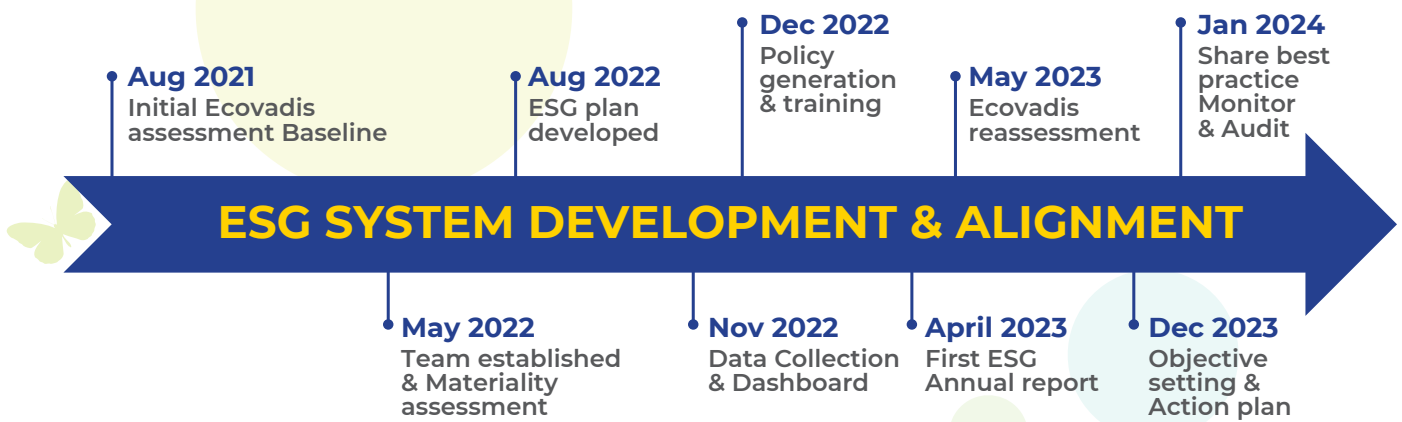 Aug 2021
Initial Ecovadis
assessment Baseline
Aug 2022
ESG plan
developed
Dec 2022
Policy
generation
& training
May 2023
Ecovadis
reassessment
Jan 2024
Share best
practice
Monitor
& Audit
ESG SYSTEM DEVELOPMENT & ALIGNMENT
May 2022
Team established
& Materiality
assessment
Nov 2022
Data Collection
& Dashboard
April 2023
First ESG
Annual report
Dec 2023
Objective
setting &
Action plan